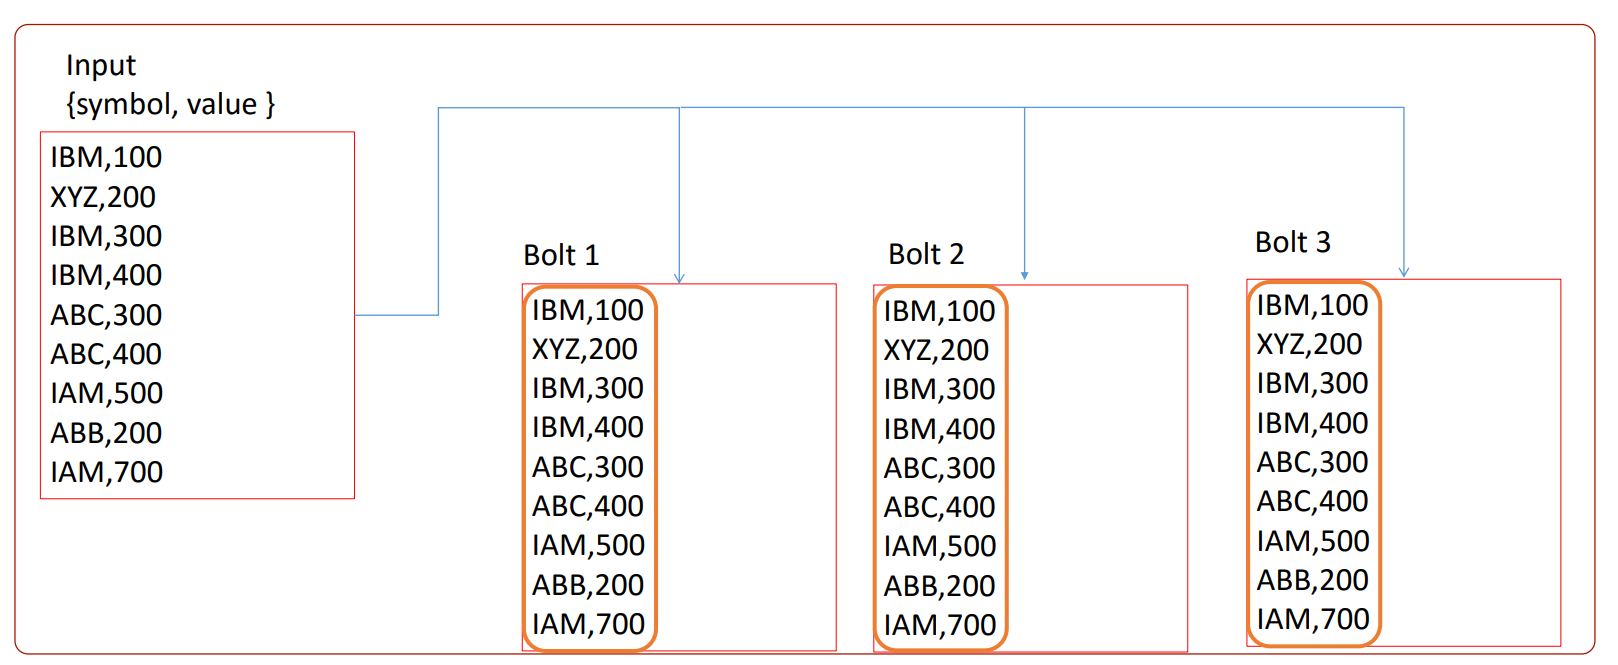 Input
{symbol, value }
IBM,100
XYZ,200
IBM,300
IBM,400
ABC,300
ABC,400
IAM,500
ABB,200
IAM,700
Bolt 1
IBM,100
XYZ,200
IBM,300
IBM,400
ABC,300
ABC,400
IAM,500
ABB,200
IAM,700
Bolt 2
IBM,100
XYZ,200
IBM,300
IBM,400
ABC,300
ABC,400
IAM,500
ABB,200
IAM,700
Bolt 3
IBM,100
XYZ,200
IBM,300
IBM,400
ABC,300
ABC,400
IAM,500
ABB,200
IAM,700